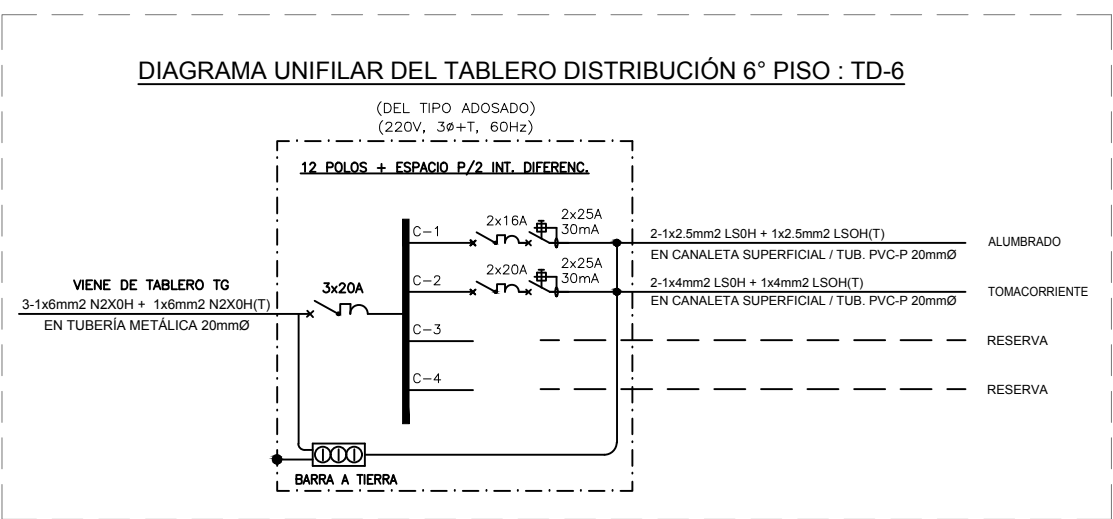 DIAGRAMA UNIFILAR DEL TABLERO DISTRIBUCIÓN 6° PISO : TD-6
(DEL TIPO ADOSADO)
(220V, 3ø+T, 60Hz)
12 POLOS + ESPACIO P/2 INT. DIFERENC.
VIENE DE TABLERO TG
3-1x6mm2 N2X0H + 1x6mm2 N2X0H(T)
EN TUBERÍA METÁLICA 20mmØ
3x20A
C-1
2x16A
2x25A
30mA
2-1x2.5mm2 LS0H + 1x2.5mm2 LSOH(T)
EN CANALETA SUPERFICIAL / TUB. PVC-P 20mmØ
ALUMBRADO
C-2
2x20A
2x25A
30mA
2-1x4mm2 LS0H + 1x4mm2 LSOH(T)
EN CANALETA SUPERFICIAL / TUB. PVC-P 20mmØ
TOMACORRIENTE
C-3
RESERVA
C-4
RESERVA
BARRA A TIERRA